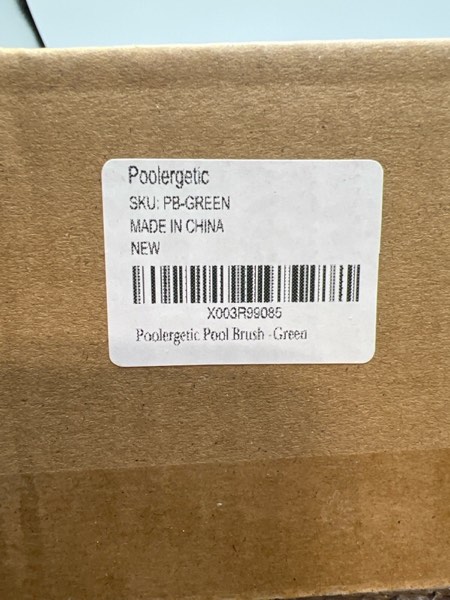 Poolergetic
SKU: PB-GREEN
MADE IN CHINA
NEW
X003R99085
Poolergetic Pool Brush - Green